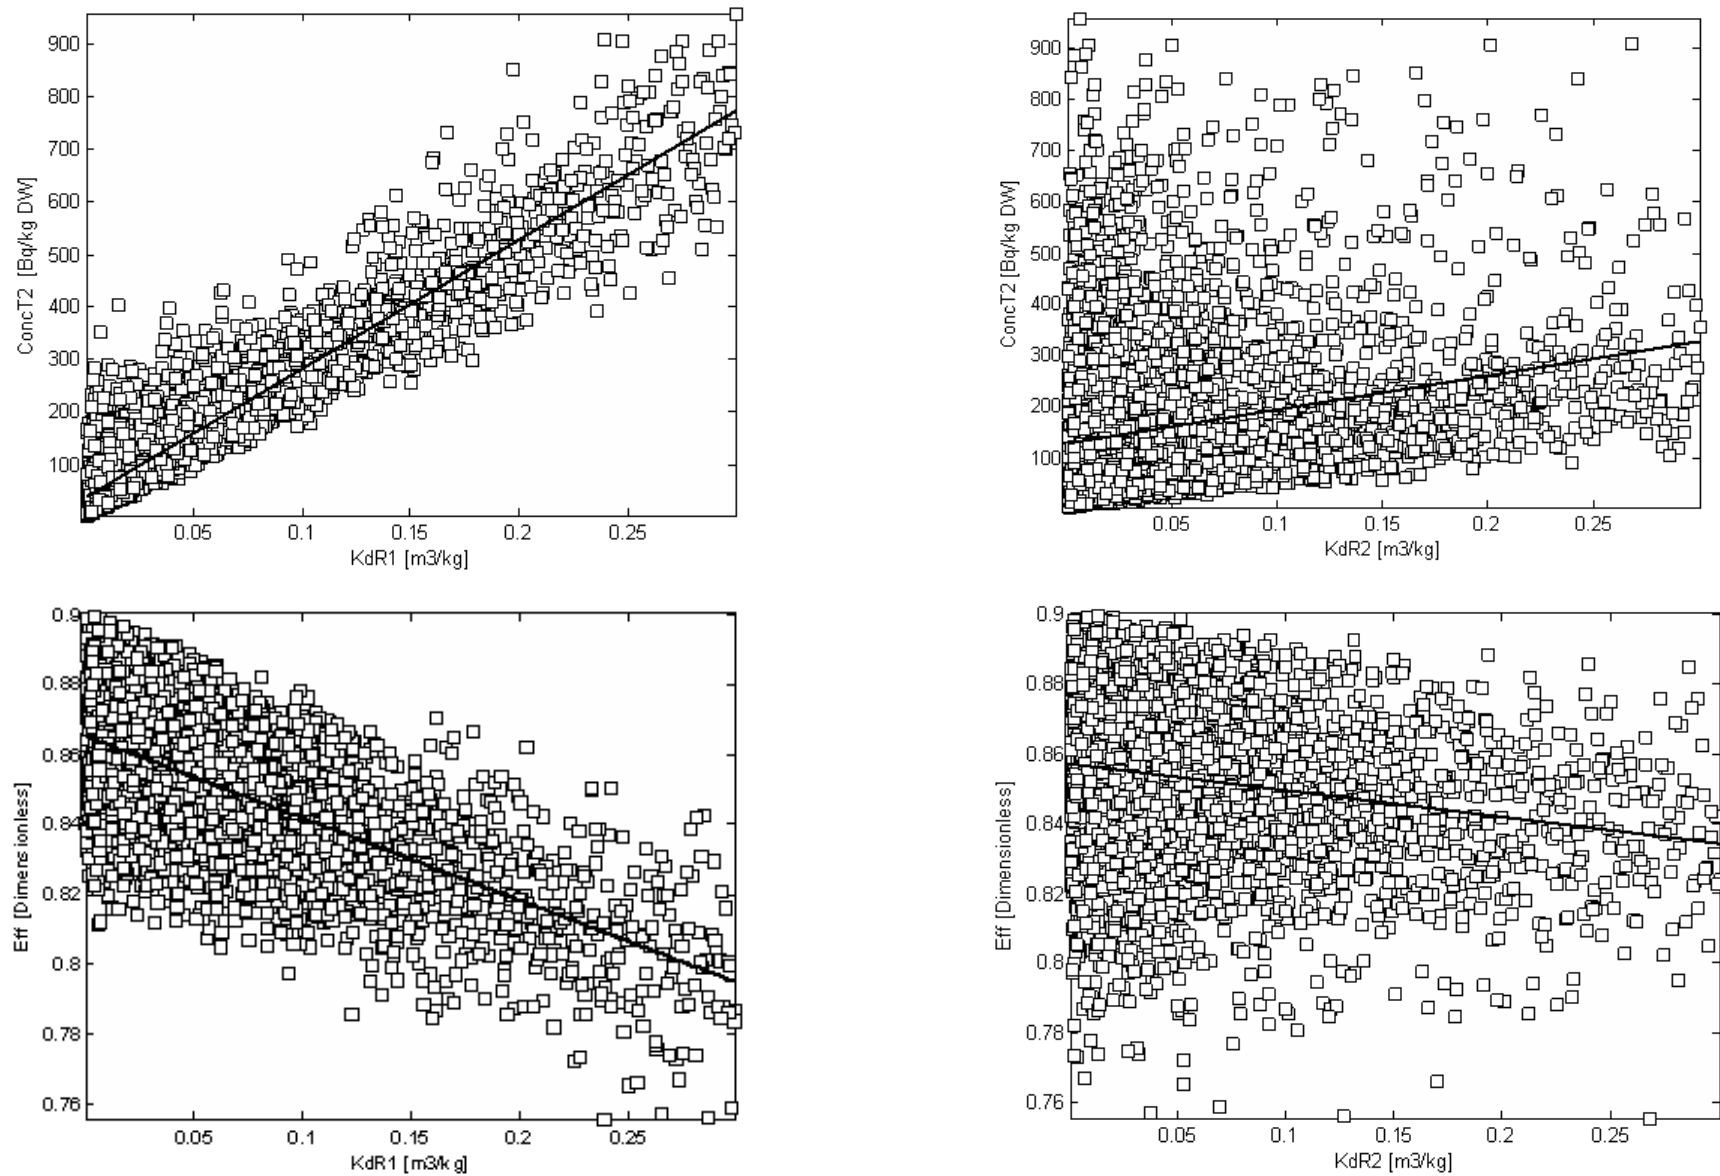 900
800
700
600
500
400
300
200
100
ConcT2 [Bq/kg DW]
0.05 0.1 0.15 0.2 0.25
KdR1 [m3/kg]
900
800
700
600
500
400
300
200
100
ConcT2 [Bq/kg DW]
0.05 0.1 0.15 0.2 0.25
KdR2 [m3/kg]
0.9
0.88
0.86
0.84
0.82
0.8
0.78
0.76
Eff [Dimensionless]
0.05 0.1 0.15 0.2 0.25
KdR1 [m3/kg]
0.9
0.88
0.86
0.84
0.82
0.8
0.78
0.76
Eff [Dimensionless]
0.05 0.1 0.15 0.2 0.25
KdR2 [m3/kg]